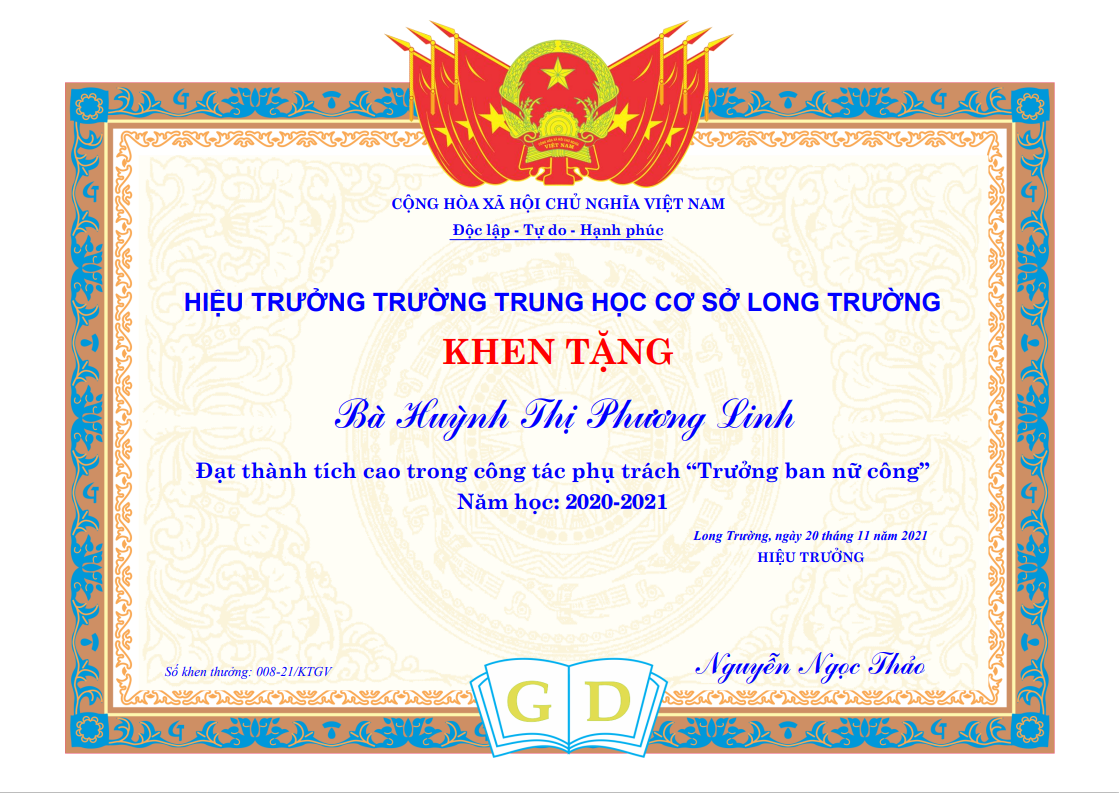 VIỆT NAM
CỘNG HÒA XÃ HỘI CHỦ NGHĨA VIỆT NAM
Độc lập - Tự do - Hạnh phúc
HIỆU TRƯỞNG TRƯỜNG TRUNG HỌC CƠ SỞ LONG TRƯỜNG
KHEN TẶNG
Bà Huỳnh Thị Phương Linh
Đạt thành tích cao trong công tác phụ trách “Trưởng ban nữ công”
Năm học: 2020-2021
Long Trường, ngày 20 tháng 11 năm 2021
HIỆU TRƯỞNG
Nguyễn Ngọc Thảo
Số khen thưởng: 008-21/KTGV
G D